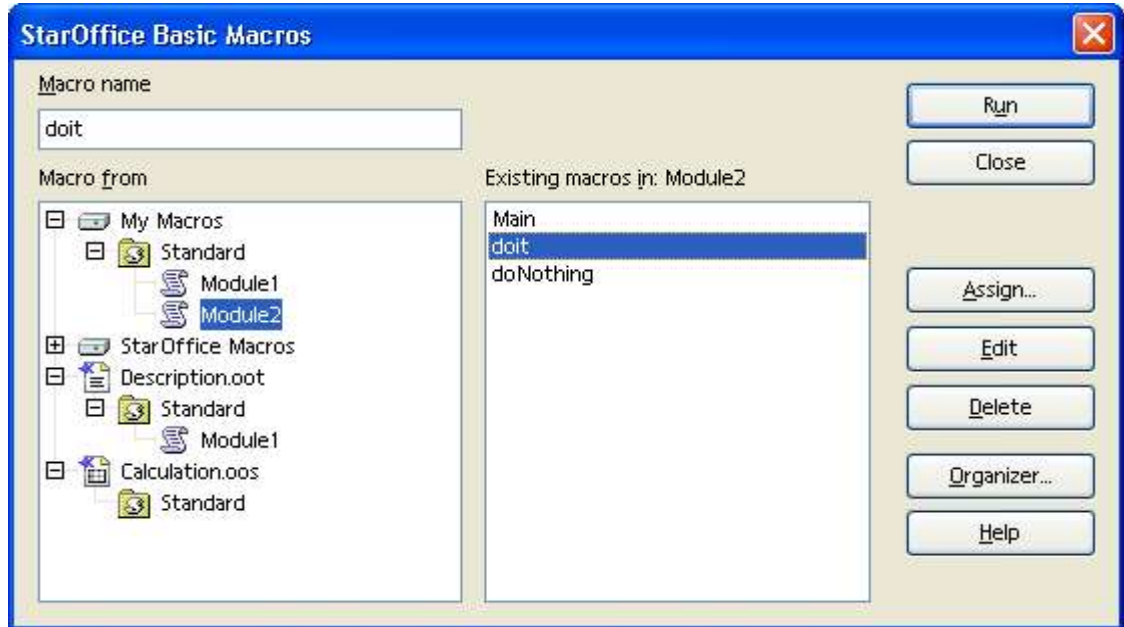 StarOffice Basic Macros
Macro name
doit
Macro from
My Macros
Standard
Module1
Module2
StarOffice Macros
Description.oot
Standard
Module1
Calculation.oos
Standard
Existing macros in: Module2
Main
doit
doNothing
Run
Close
Assign...
Edit
Delete
Organizer...
Help